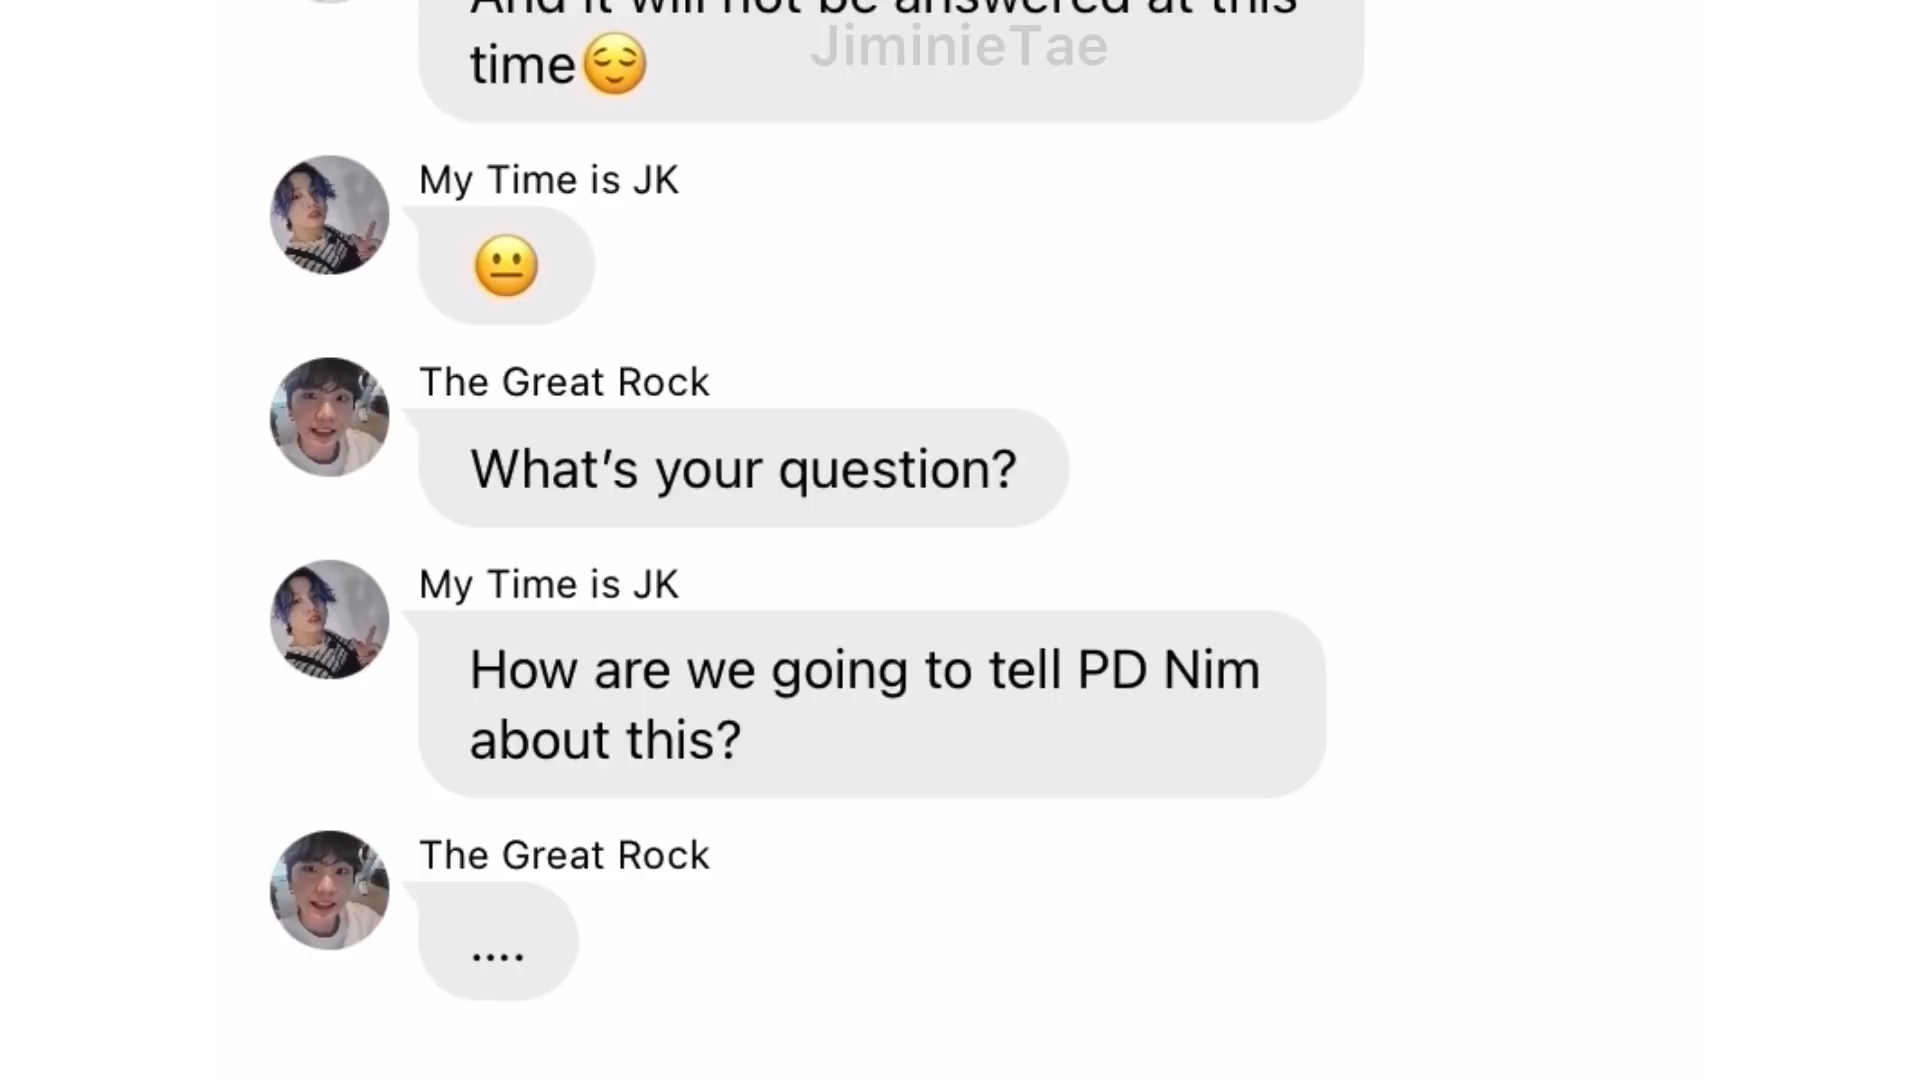 And it will not be answered at this
time😌
JiminieTae
My Time is JK
😐
The Great Rock
What's your question?
My Time is JK
How are we going to tell PD Nim
about this?
The Great Rock
....